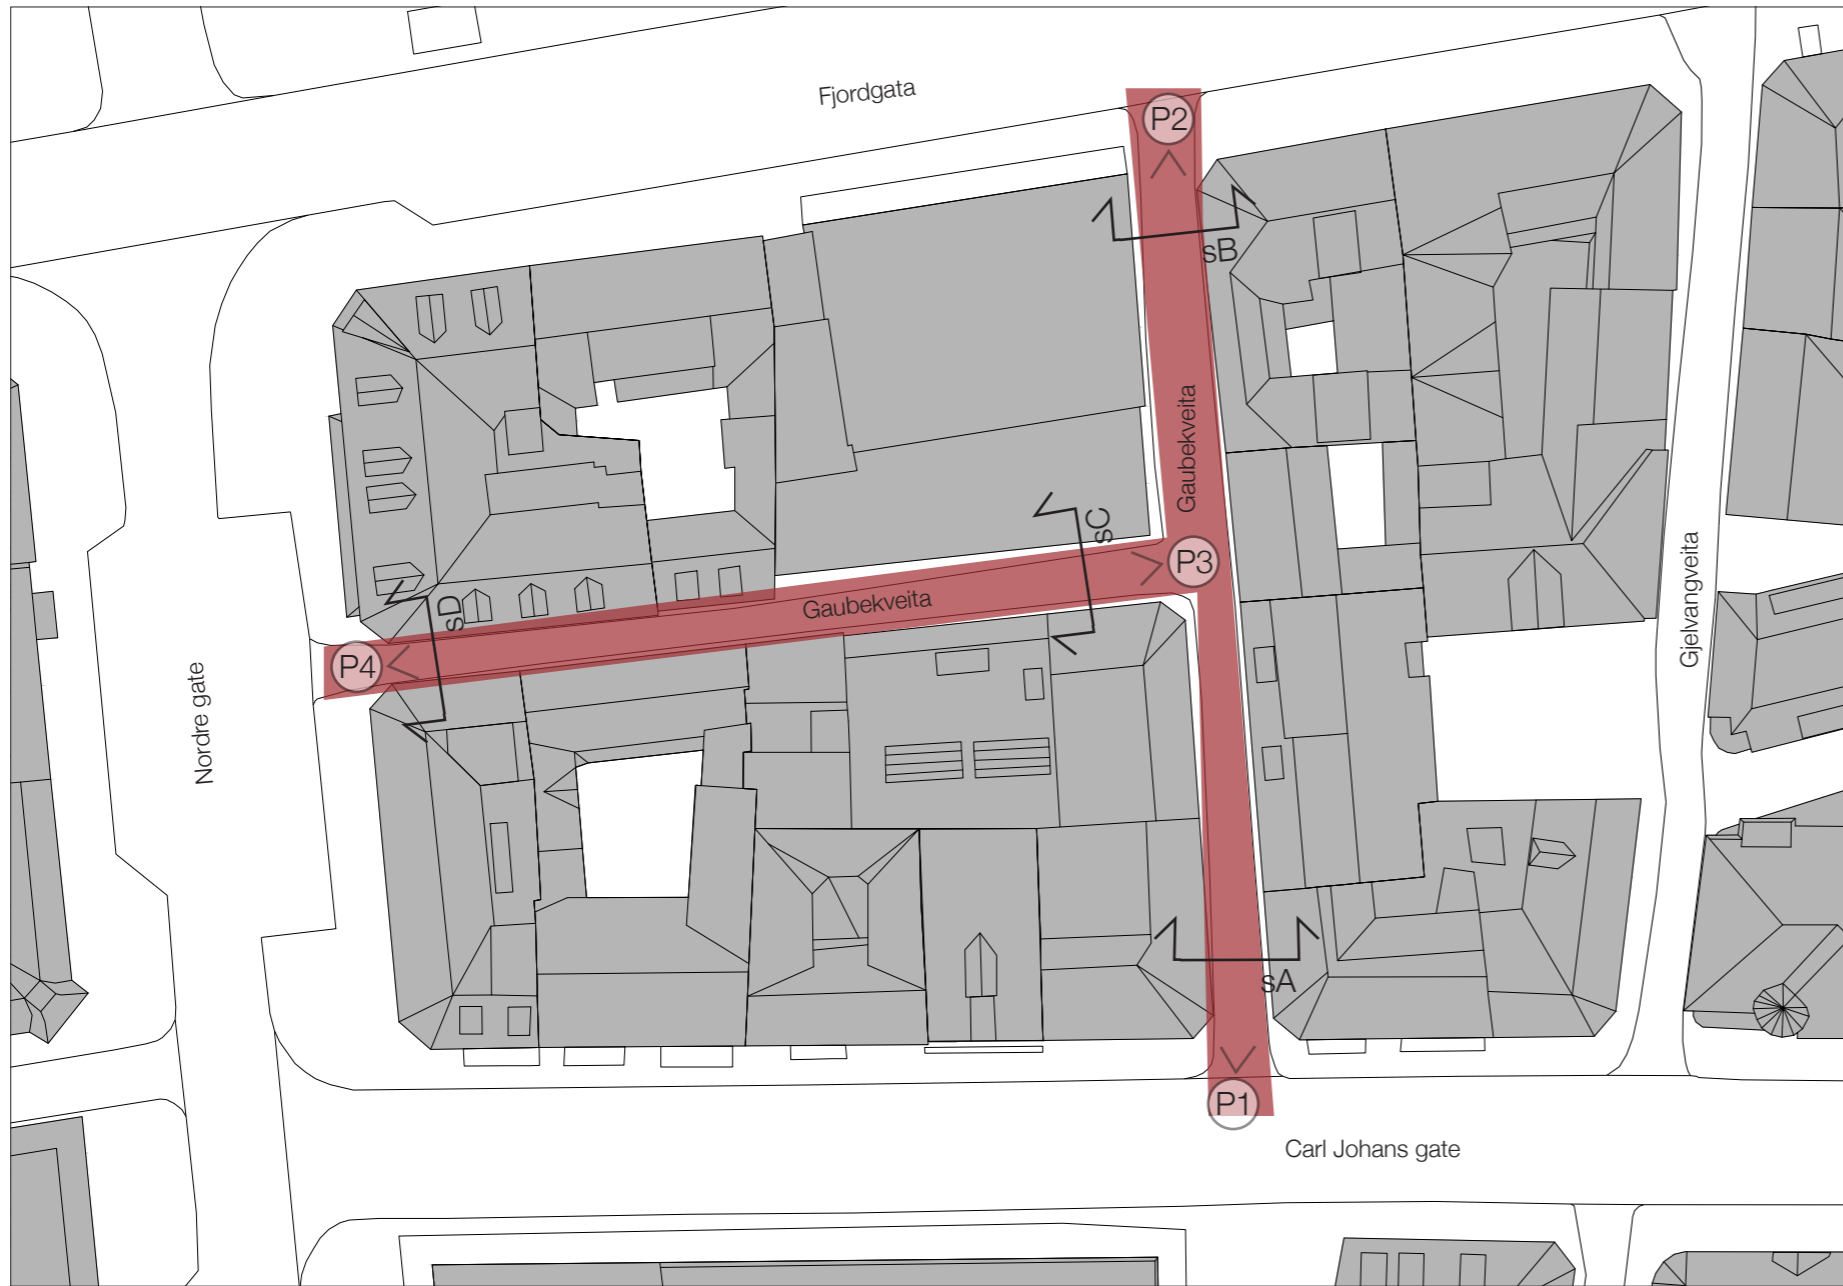 Fjordgata
P2
sB
Gaubekveita
sC
P3
Gaubekveita
sD
P4
Gjelvangveita
Nordre gate
sA
P1
Carl Johans gate